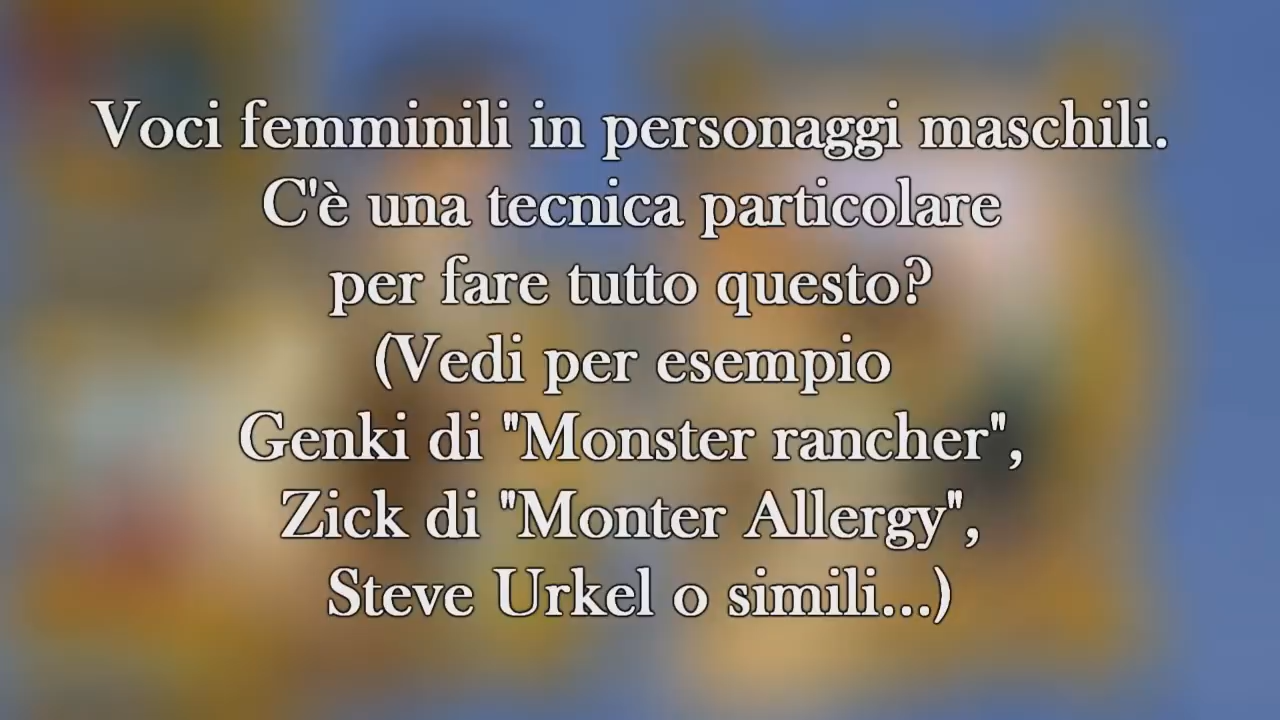 Voci femminili in personaggi maschili.
C'è una tecnica particolare
per fare tutto questo?
(Vedi per esempio
Genki di "Monster rancher",
Zick di "Monter Allergy",
Steve Urkel o simili...)